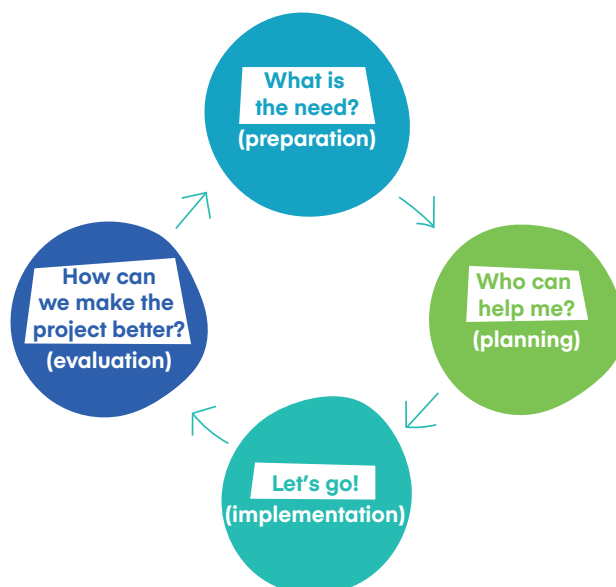 What is
the need?
(preparation)
Who can
help me?
(planning)
Let's go!
(implementation)
How can
we make the
project better?
(evaluation)